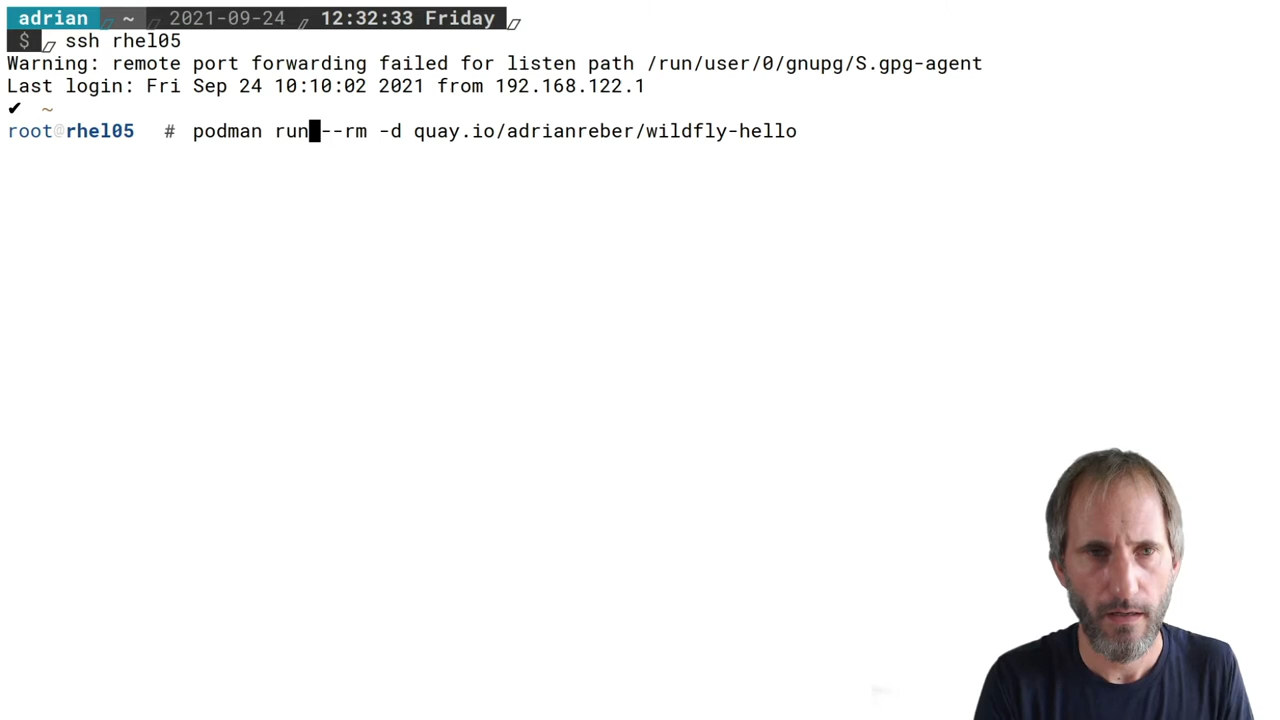 adrian ~ 2021-09-24 12:32:33 Friday
$ ssh rhel05
Warning: remote port forwarding failed for listen path /run/user/0/gnupg/S.gpg-agent
Last login: Fri Sep 24 10:10:02 2021 from 192.168.122.1
✔ ~
root@rhel05 # podman run --rm -d quay.io/adrianreber/wildfly-hello